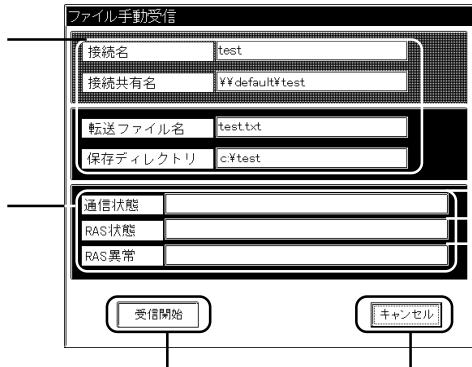 ファイル手動受信
接続名 test
接続共有名 ¥¥default¥test
転送ファイル名 test.txt
保存ディレクトリ c:¥test
通信状態
RAS状態
RAS異常
受信開始 キャンセル